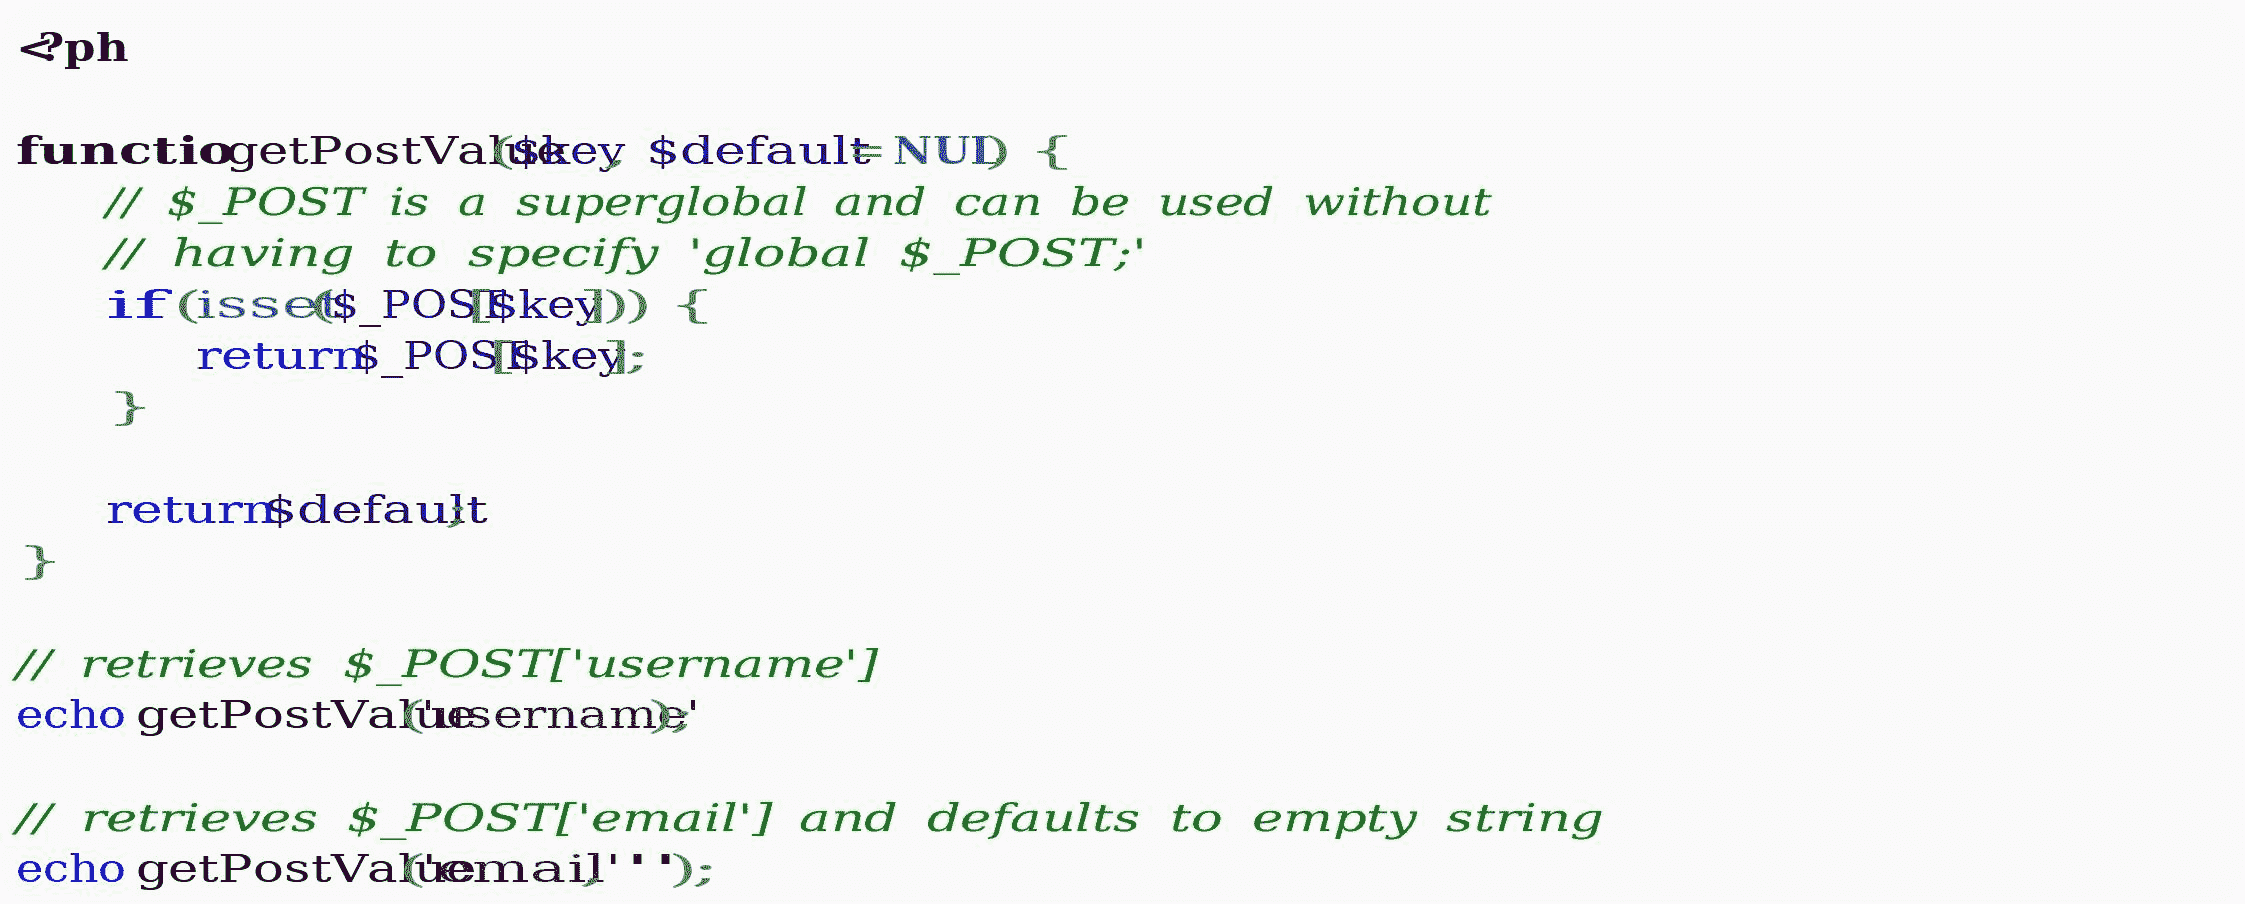 <?ph
functio getPostValue($key, $default = NUL) {
// $_POST is a superglobal and can be used without
// having to specify 'global $_POST;'
if (isset($_POST[$key])) {
return $_POST[$key];
}
return $default;
}
// retrieves $_POST['username']
echo getPostValue('username');
// retrieves $_POST['email'] and defaults to empty string
echo getPostValue('email', '');